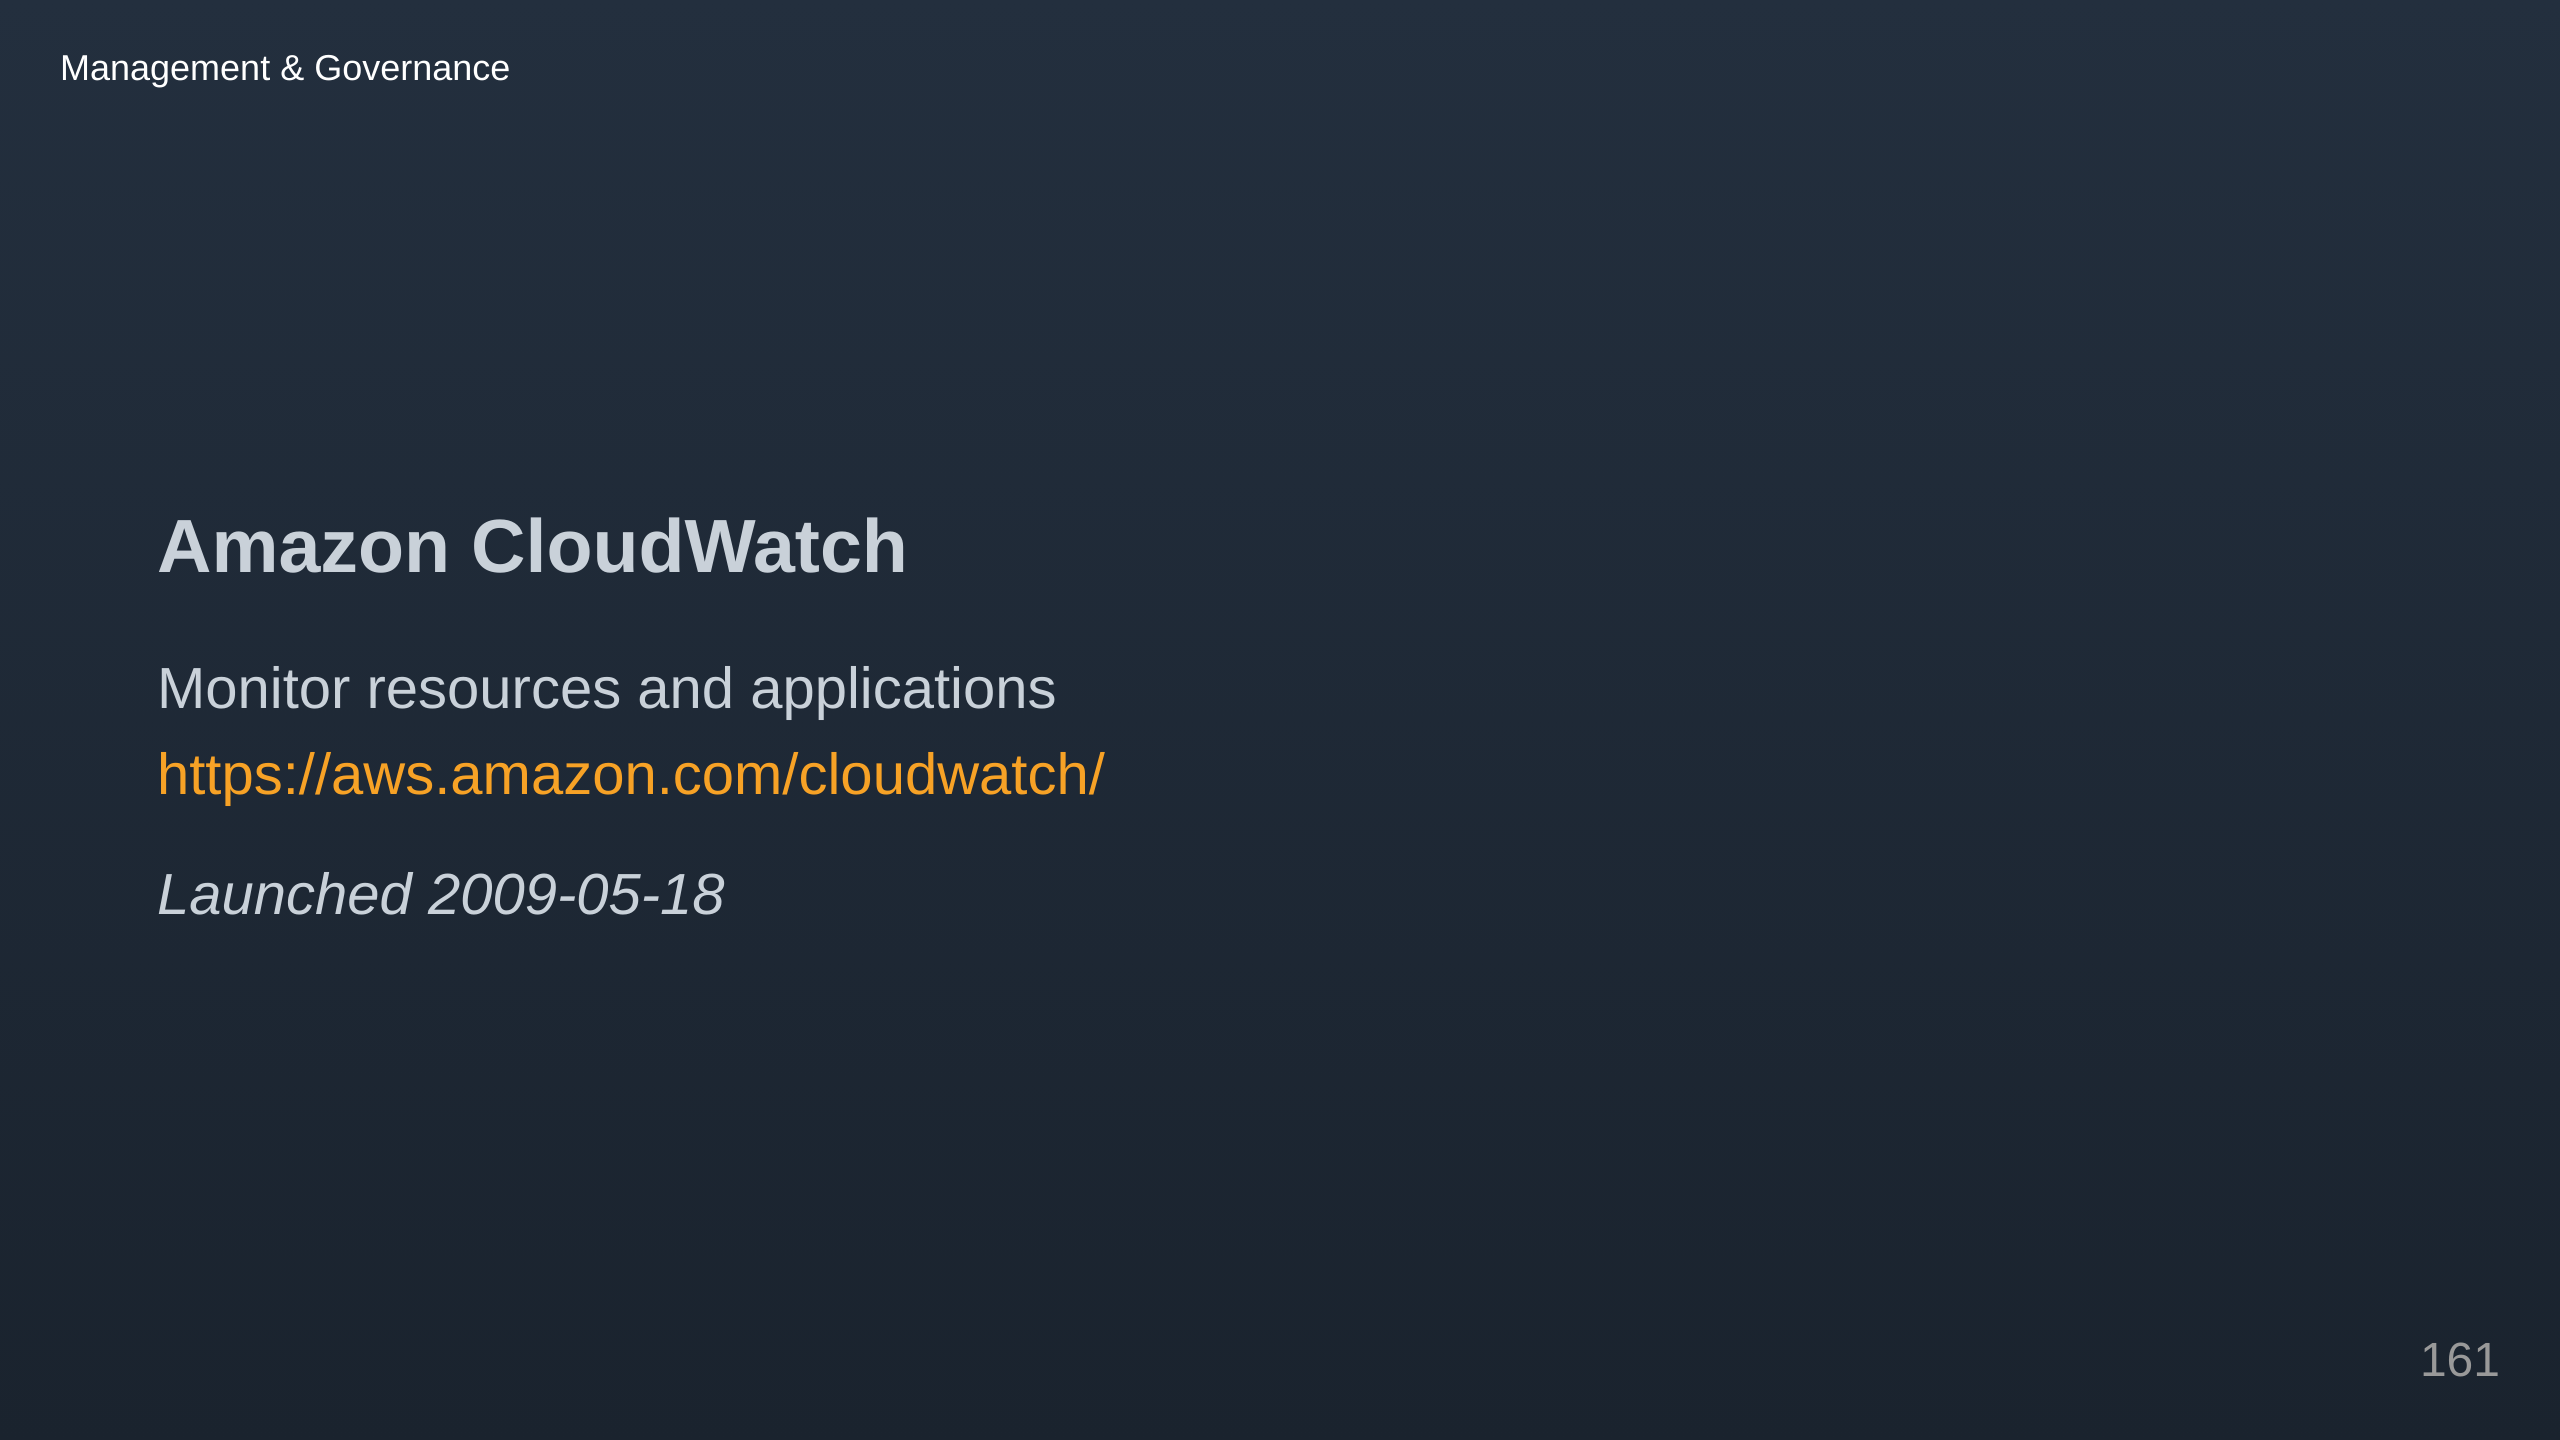 Management & Governance
Amazon CloudWatch
Monitor resources and applications
https://aws.amazon.com/cloudwatch/
Launched 2009-05-18
161